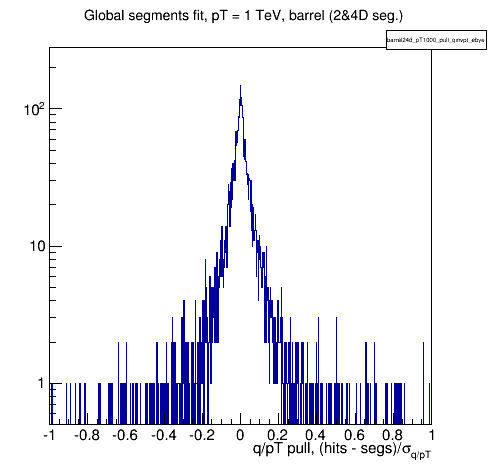 Global segments fit, pT = 1 TeV, barrel (2&4D seg.)
barrel24d_pT1000_pull_qinvpt_ebye
10²
10
1
-1 -0.8 -0.6 -0.4 -0.2 0 0.2 0.4 0.6 0.8 1
q/pT pull, (hits - segs)/σq/pT